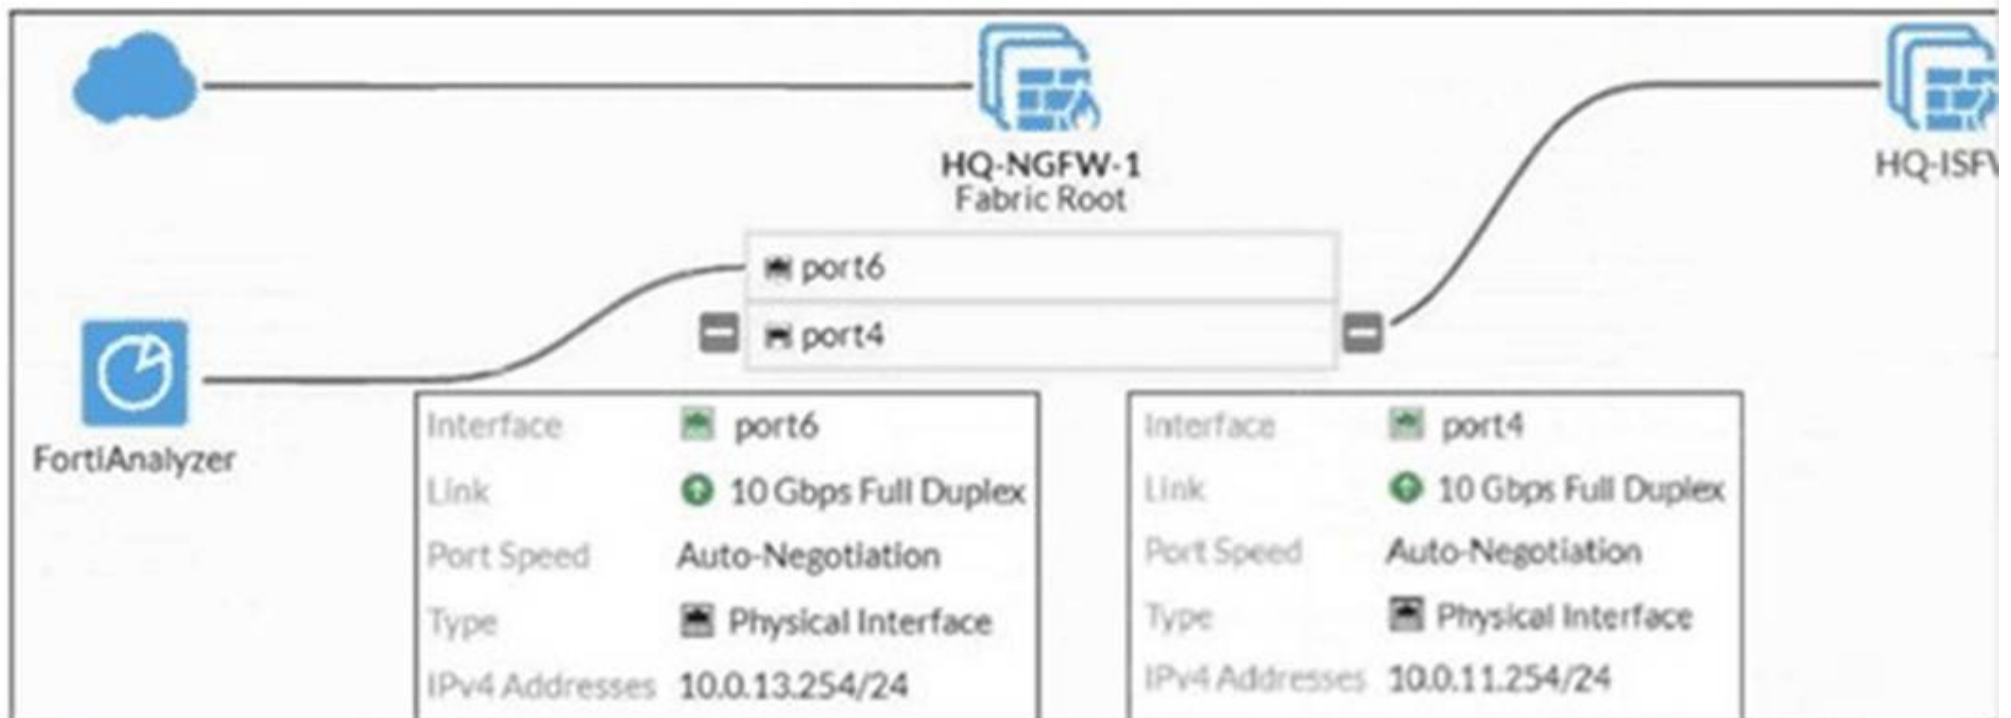 HQ-NGFW-1
Fabric Root
HQ-ISF
port6
port4
FortiAnalyzer
Interface port6
Link 10 Gbps Full Duplex
Port Speed Auto-Negotiation
Type Physical Interface
IPv4 Addresses 10.0.13.254/24
Interface port4
Link 10 Gbps Full Duplex
Port Speed Auto-Negotiation
Type Physical Interface
IPv4 Addresses 10.0.11.254/24